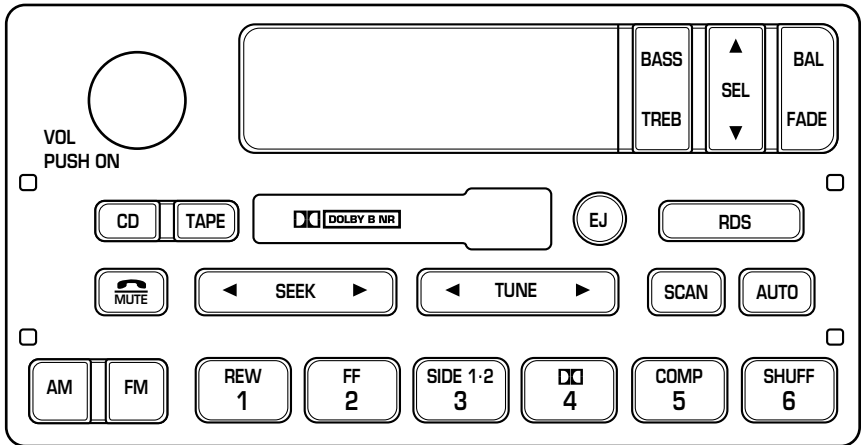 BASS
▲
BAL
SEL
TREB
▼
FADE
VOL
PUSH ON
CD
TAPE
DOLBY B NR
EJ
RDS
MUTE
◄ SEEK ►
◄ TUNE ►
SCAN
AUTO
AM
FM
REW
1
FF
2
SIDE 1·2
3
4
COMP
5
SHUFF
6